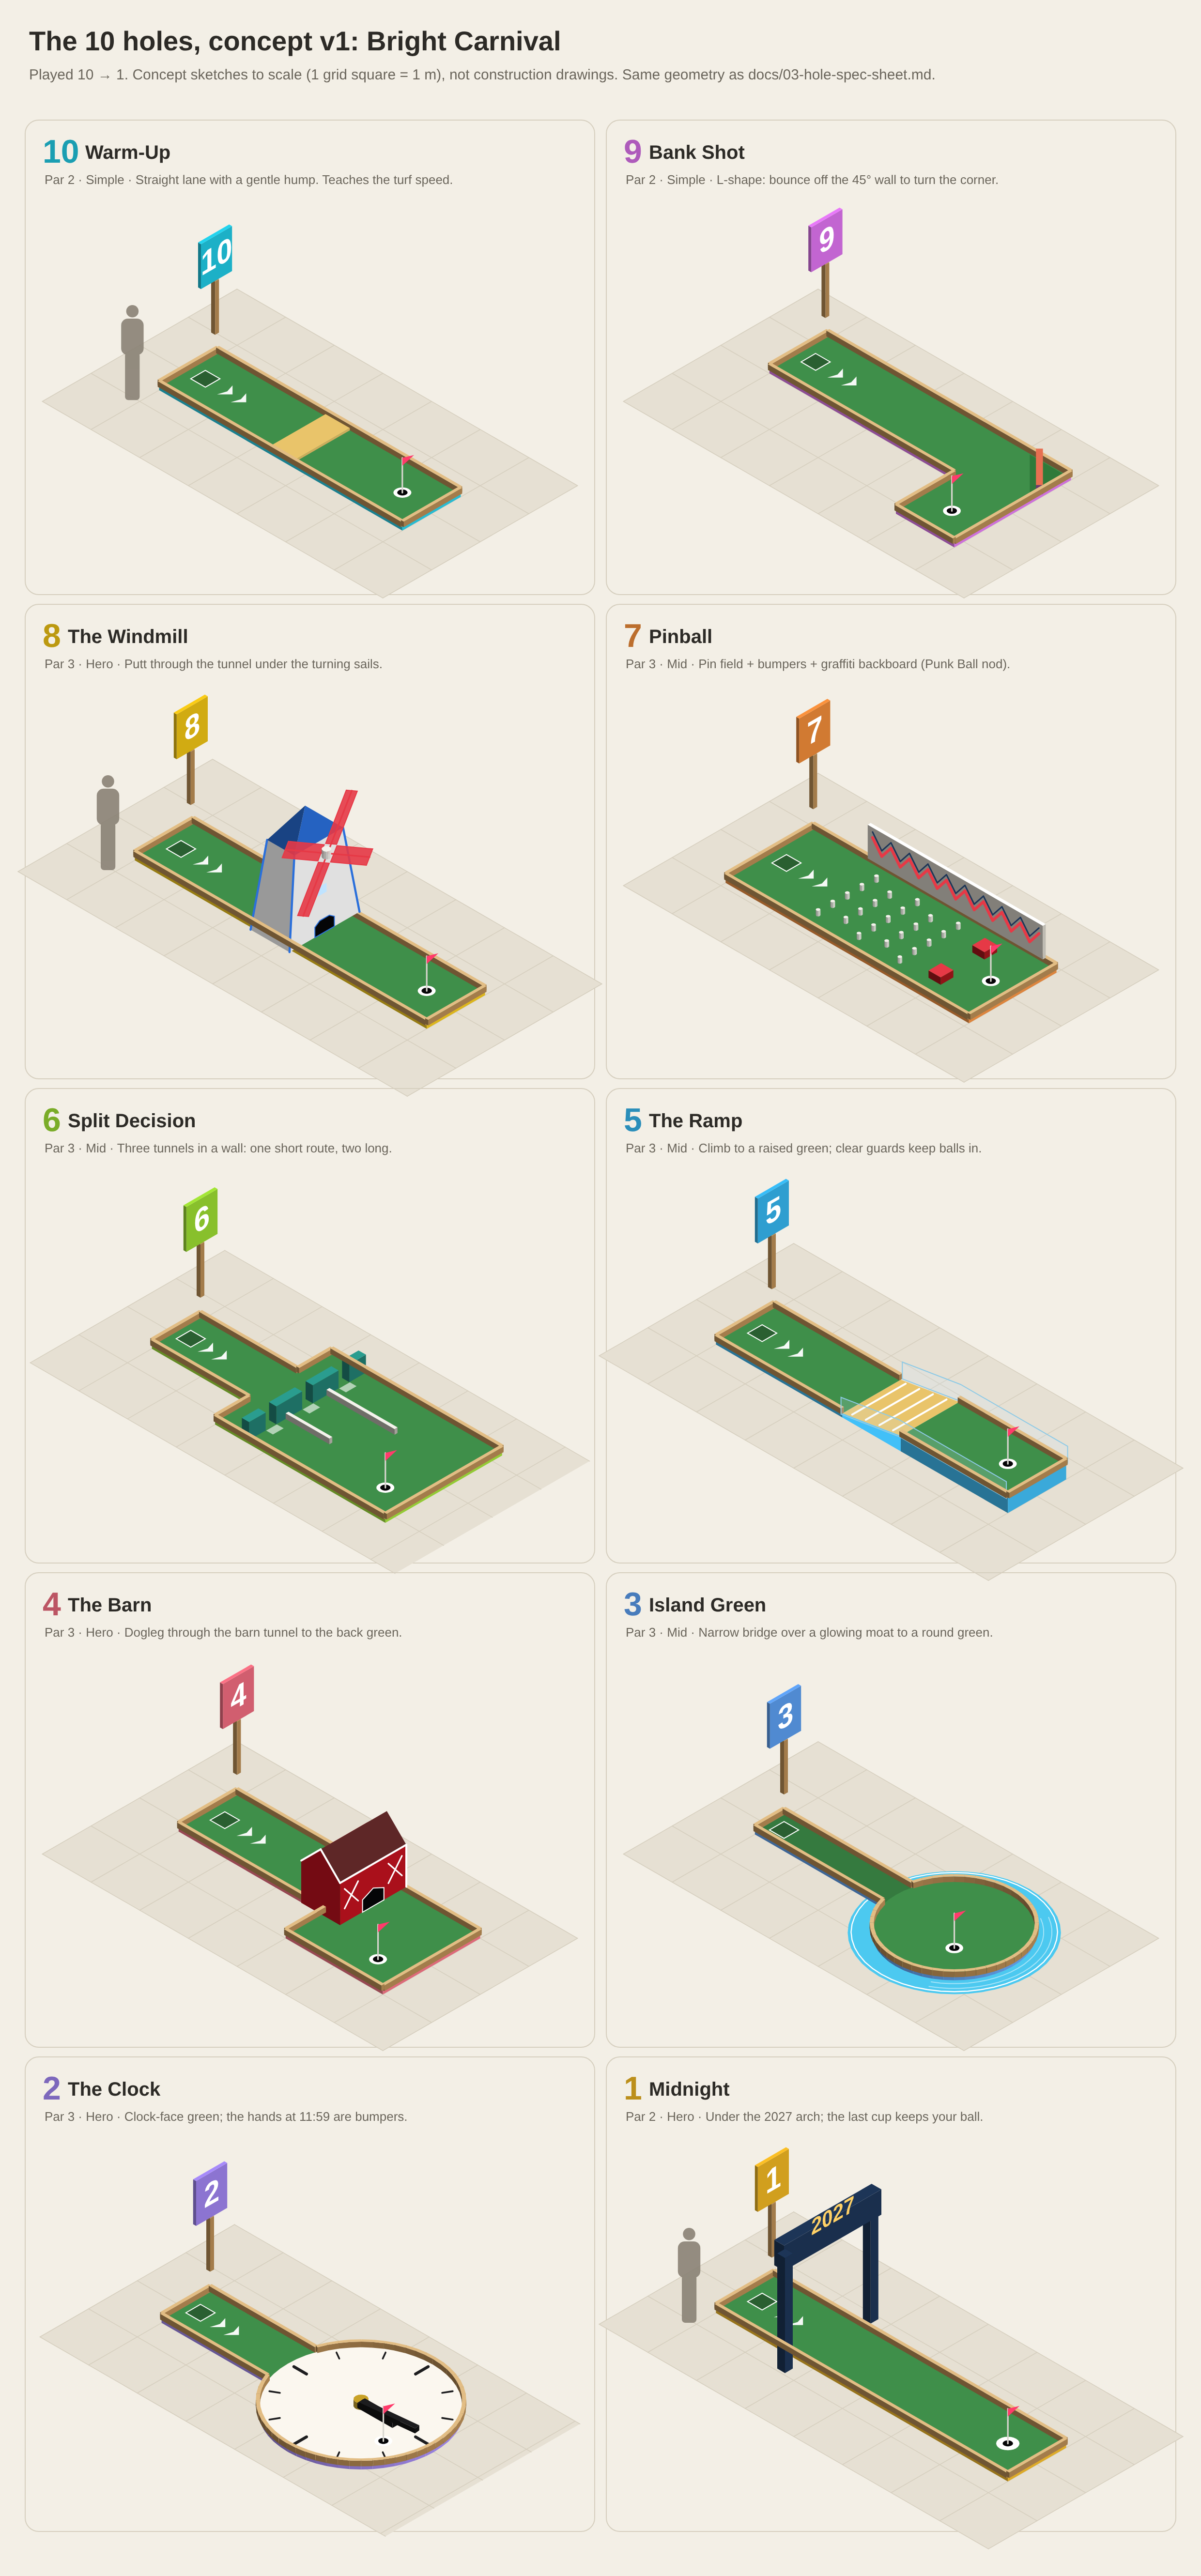 The 10 holes, concept v1: Bright Carnival
Played 10 → 1. Concept sketches to scale (1 grid square = 1 m), not construction drawings. Same geometry as docs/03-hole-spec-sheet.md.
10 Warm-Up
Par 2 · Simple · Straight lane with a gentle hump. Teaches the turf speed.
10
9 Bank Shot
Par 2 · Simple · L-shape: bounce off the 45° wall to turn the corner.
9
8 The Windmill
Par 3 · Hero · Putt through the tunnel under the turning sails.
8
7 Pinball
Par 3 · Mid · Pin field + bumpers + graffiti backboard (Punk Ball nod).
7
6 Split Decision
Par 3 · Mid · Three tunnels in a wall: one short route, two long.
6
5 The Ramp
Par 3 · Mid · Climb to a raised green; clear guards keep balls in.
5
4 The Barn
Par 3 · Hero · Dogleg through the barn tunnel to the back green.
4
3 Island Green
Par 3 · Mid · Narrow bridge over a glowing moat to a round green.
3
2 The Clock
Par 3 · Hero · Clock-face green; the hands at 11:59 are bumpers.
2
1 Midnight
Par 2 · Hero · Under the 2027 arch; the last cup keeps your ball.
1
2027